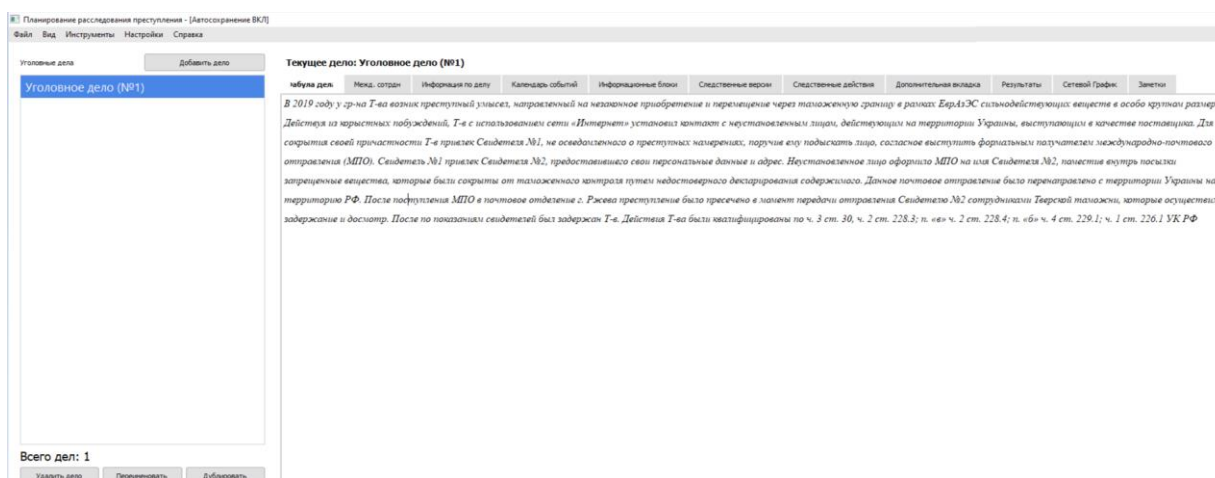 Планирование расследования преступления - [Автосохранение ВКЛ]
Файл Вид Инструменты Настройки Справка
Уголовные дела
Добавить дело
Уголовное дело (№1)
Всего дел: 1
Удалить дело Переименовать Дублировать
Текущее дело: Уголовное дело (№1)
табула дела Межд. сотрдн Информация по делу Календарь событий Информационные блоки Следственные версии Следственные действия Дополнительная вкладка Результаты Сетевой График Заметки
В 2019 году у гр-на Т-ва возник преступный умысел, направленный на незаконное приобретение и перемещение через таможенную границу в рамках ЕврАзЭС сильнодействующих веществ в особо крупном размер
Действуя из корыстных побуждений, Т-в с использованием сети «Интернет» установил контакт с неустановленным лицом, действующим на территории Украины, выступающим в качестве поставщика. Для
сокрытия своей причастности Т-в привлек Свидетеля №1, не осведомленного о преступных намерениях, поручив ему подыскать лицо, согласное выступить формальным получателем международно-почтового
отправления (МПО). Свидетель №1 привлек Свидетеля №2, предоставившего свои персональные данные и адрес. Неустановленное лицо оформило МПО на имя Свидетеля №2, поместив внутрь посылки
запрещенные вещества, которые были сокрыты от таможенного контроля путем недостоверного декларирования содержимого. Данное почтовое отправление было перенаправлено с территории Украины на
территорию РФ. После поступления МПО в почтовое отделение г. Ржева преступление было пресечено в момент передачи отправления Свидетелю №2 сотрудниками Тверской таможни, которые осуществил
задержание и досмотр. После по показаниям свидетелей был задержан Т-в. Действия Т-ва были квалифицированы по ч. 3 ст. 30, ч. 2 ст. 228.3; п. «в» ч. 2 ст. 228.4; п. «б» ч. 4 ст. 229.1; ч. 1 ст. 226.1 УК РФ